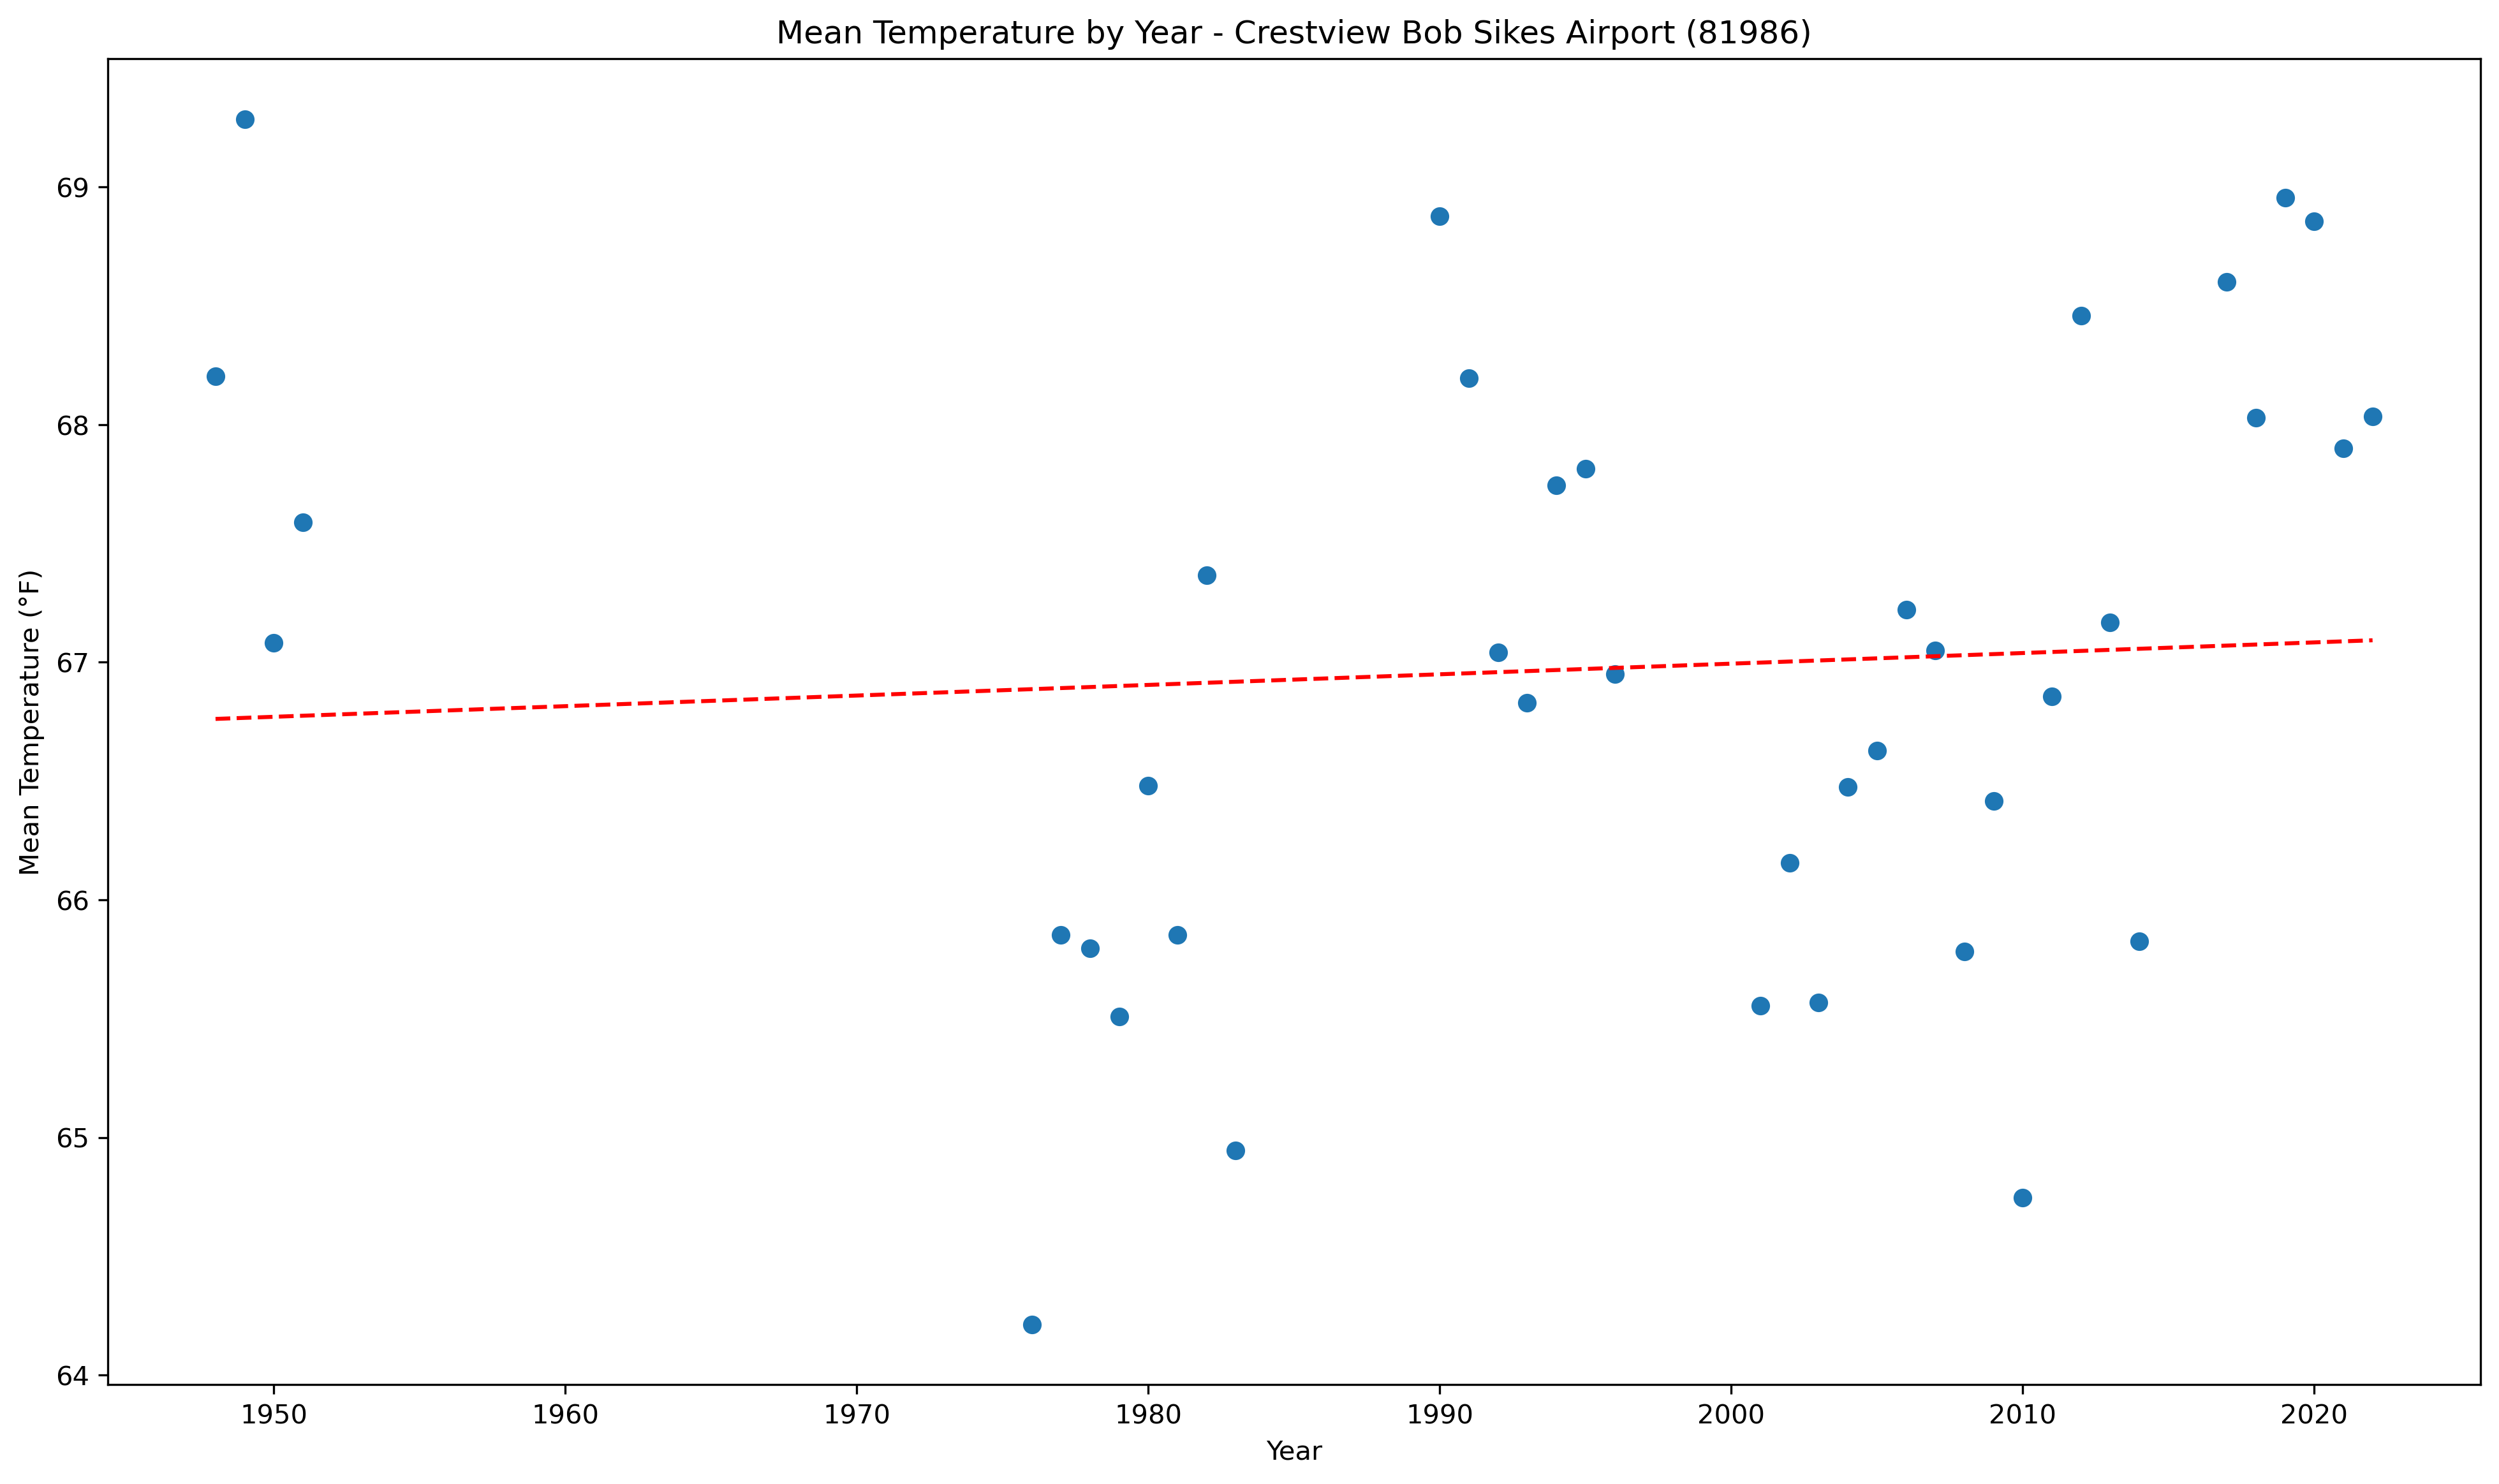 Mean Temperature by Year - Crestview Bob Sikes Airport (81986)
Mean Temperature (°F)
69
68
67
66
65
64
1950 1960 1970 1980 1990 2000 2010 2020
Year